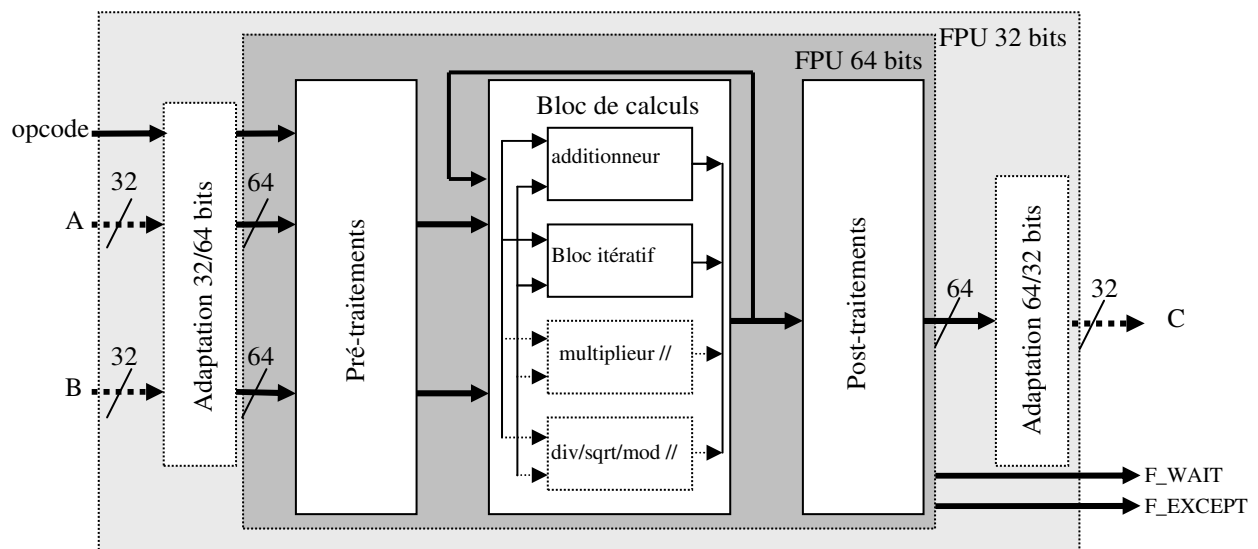 FPU 32 bits
FPU 64 bits
Bloc de calculs
opcode
additionneur
32
64
A
Adaptation 32/64 bits
Pré-traitements
Bloc itératif
Post-traitements
Adaptation 64/32 bits
64
32
C
multiplieur //
32
64
B
div/sqrt/mod //
F_WAIT
F_EXCEPT